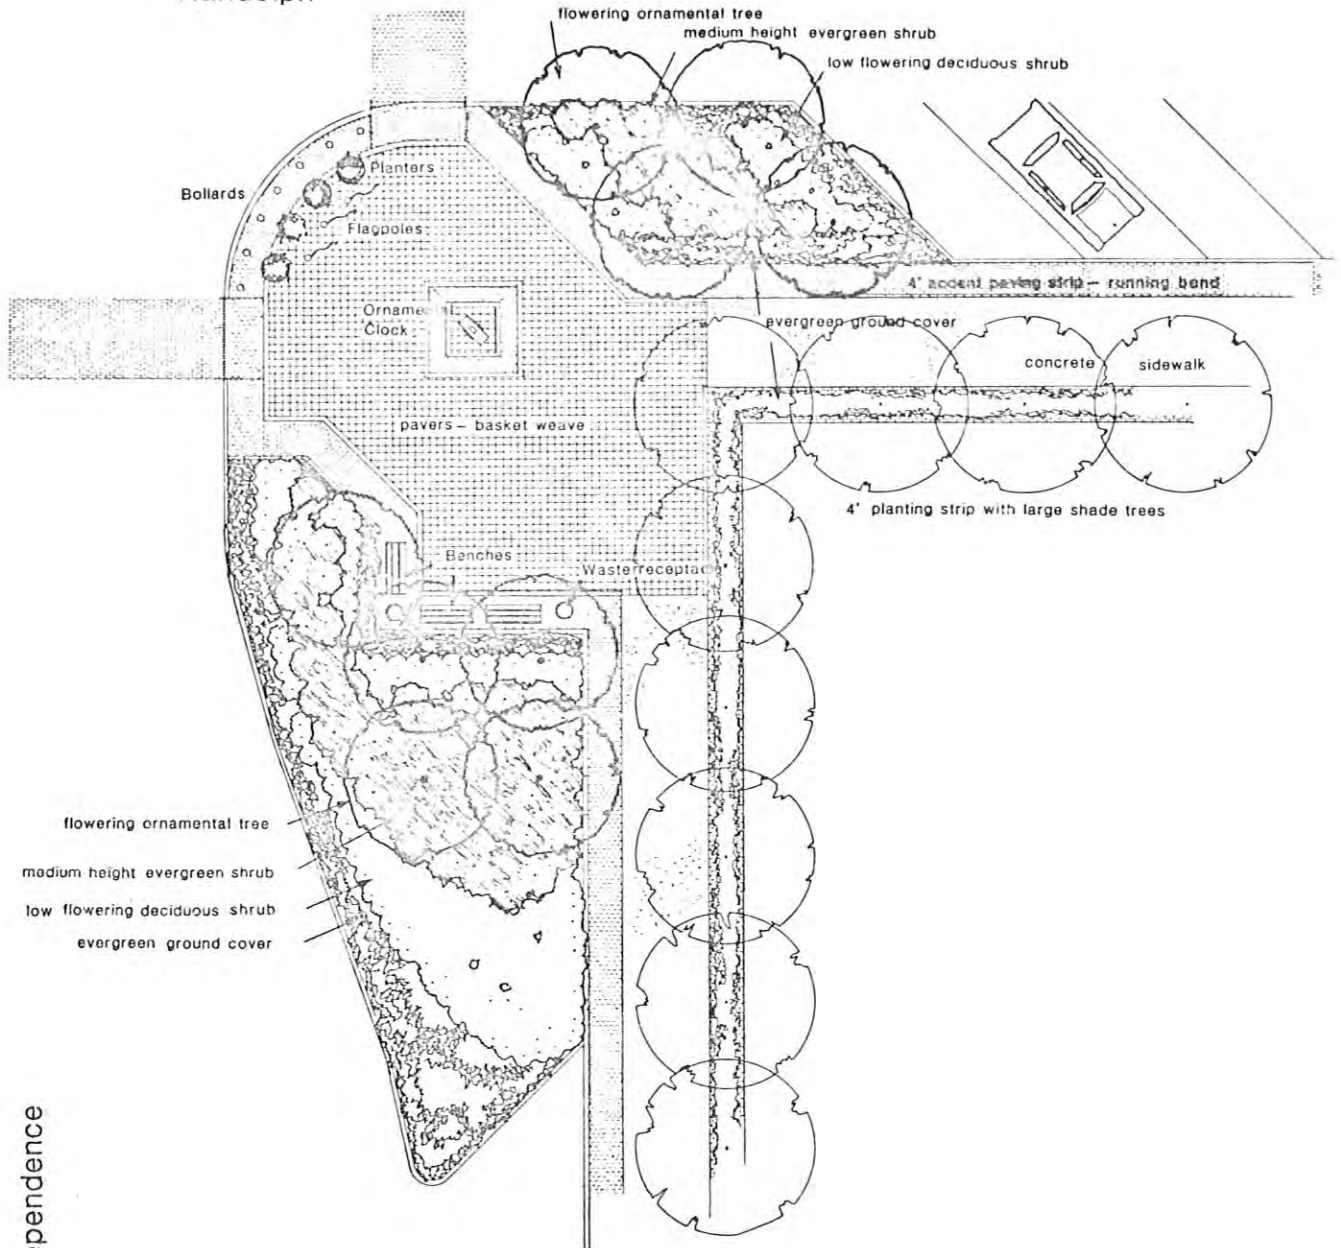 flowering ornamental tree
medium height evergreen shrub
low flowering deciduous shrub
Bollards
Planters
Flagpoles
Ornamental
Clock
4' accent paving strip – running bond
evergreen ground cover
concrete sidewalk
pavers – basket weave
4' planting strip with large shade trees
Benches
flowering ornamental tree
medium height evergreen shrub
low flowering deciduous shrub
evergreen ground cover
ependence